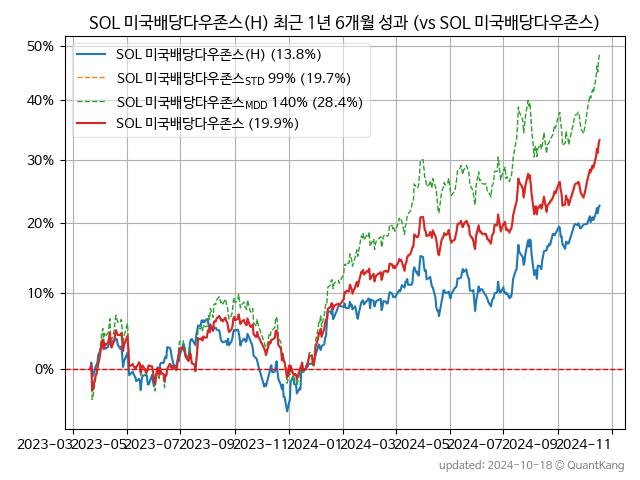 SOL 미국배당다우존스(H) 최근 1년 6개월 성과 (vs SOL 미국배당다우존스)
SOL 미국배당다우존스(H) (13.8%)
SOL 미국배당다우존스STD 99% (19.7%)
SOL 미국배당다우존스MDD 140% (28.4%)
SOL 미국배당다우존스 (19.9%)
50%
40%
30%
20%
10%
0%
2023-03 2023-05 2023-07 2023-09 2023-11 2024-01 2024-03 2024-05 2024-07 2024-09 2024-11
updated: 2024-10-18 © QuantKang